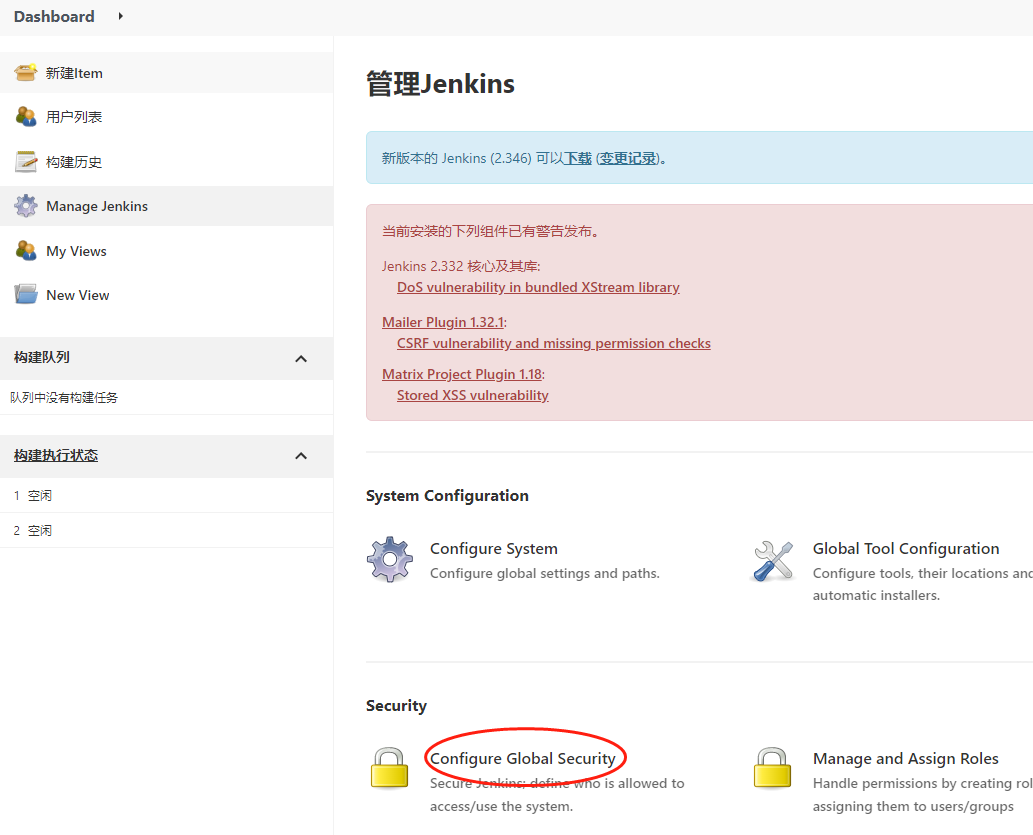 Dashboard
新建Item
用户列表
构建历史
Manage Jenkins
My Views
New View
构建队列
队列中没有构建任务
构建执行状态
1 空闲
2 空闲
管理Jenkins
新版本的 Jenkins (2.346) 可以下载 (变更记录)。
当前安装的下列组件已有警告发布。
Jenkins 2.332 核心及其库:
DoS vulnerability in bundled XStream library
Mailer Plugin 1.32.1:
CSRF vulnerability and missing permission checks
Matrix Project Plugin 1.18:
Stored XSS vulnerability
System Configuration
Configure System
Configure global settings and paths.
Global Tool Configuration
Configure tools, their locations and
automatic installers.
Security
Configure Global Security
Secure Jenkins; define who is allowed to
access/use the system.
Manage and Assign Roles
Handle permissions by creating rol
assigning them to users/groups